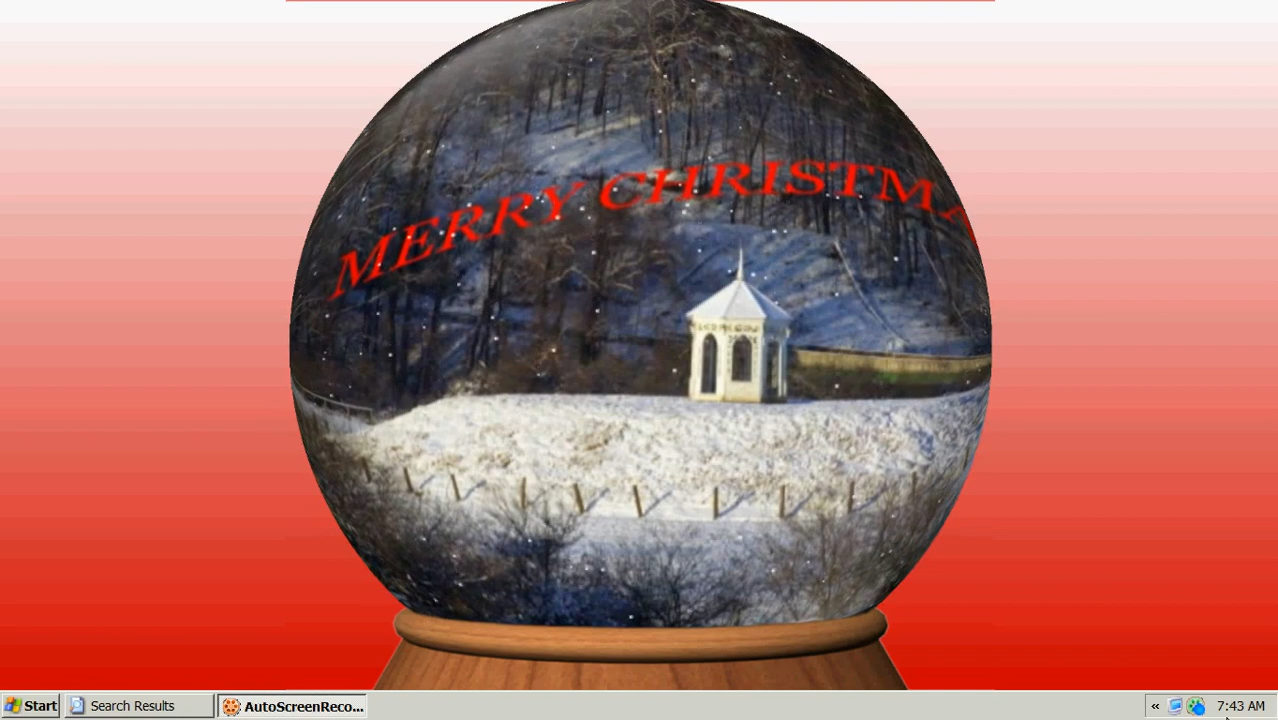 MERRY CHRISTMA
Start
Search Results
AutoScreenReco...
«
7:43 AM